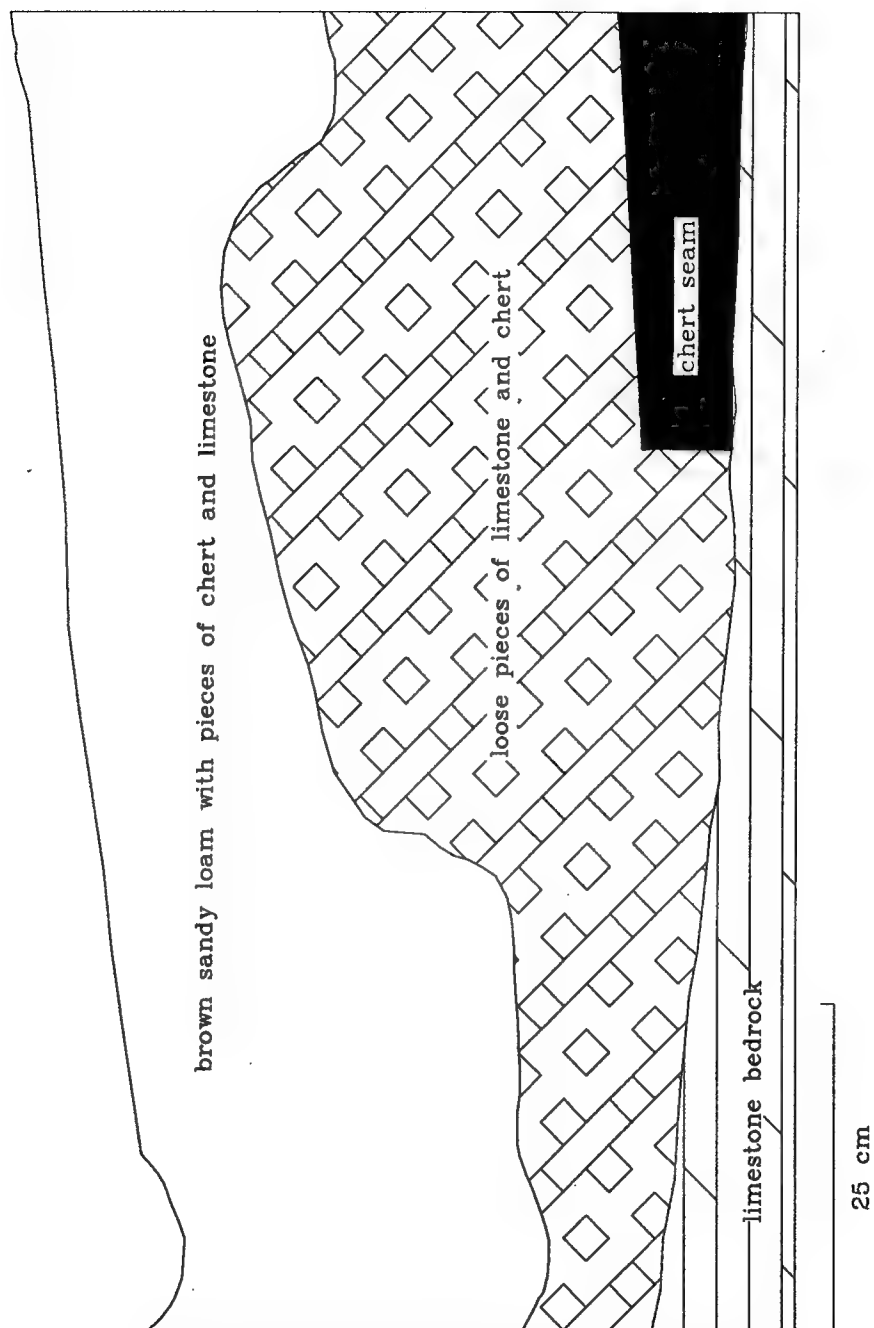 brown sandy loam with pieces of chert and limestone
loose pieces of limestone and chert
chert seam
limestone bedrock
25 cm